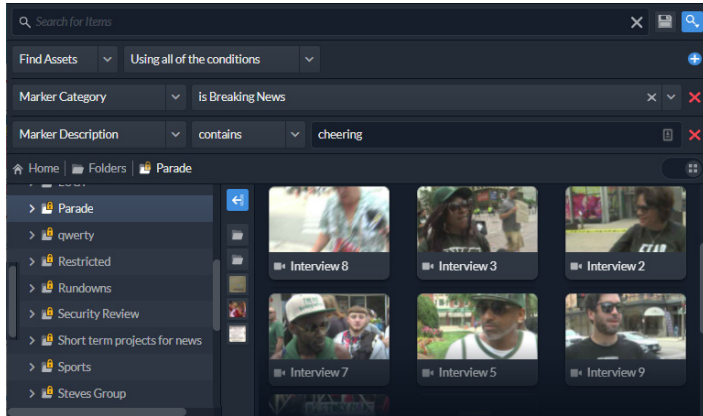 Search for Items
Find Assets Using all of the conditions
Marker Category is Breaking News
Marker Description contains cheering
Home Folders Parade
Parade
qwerty
Restricted
Rundowns
Security Review
Short term projects for news
Sports
Steves Group
Interview 8 Interview 3 Interview 2
Interview 7 Interview 5 Interview 9